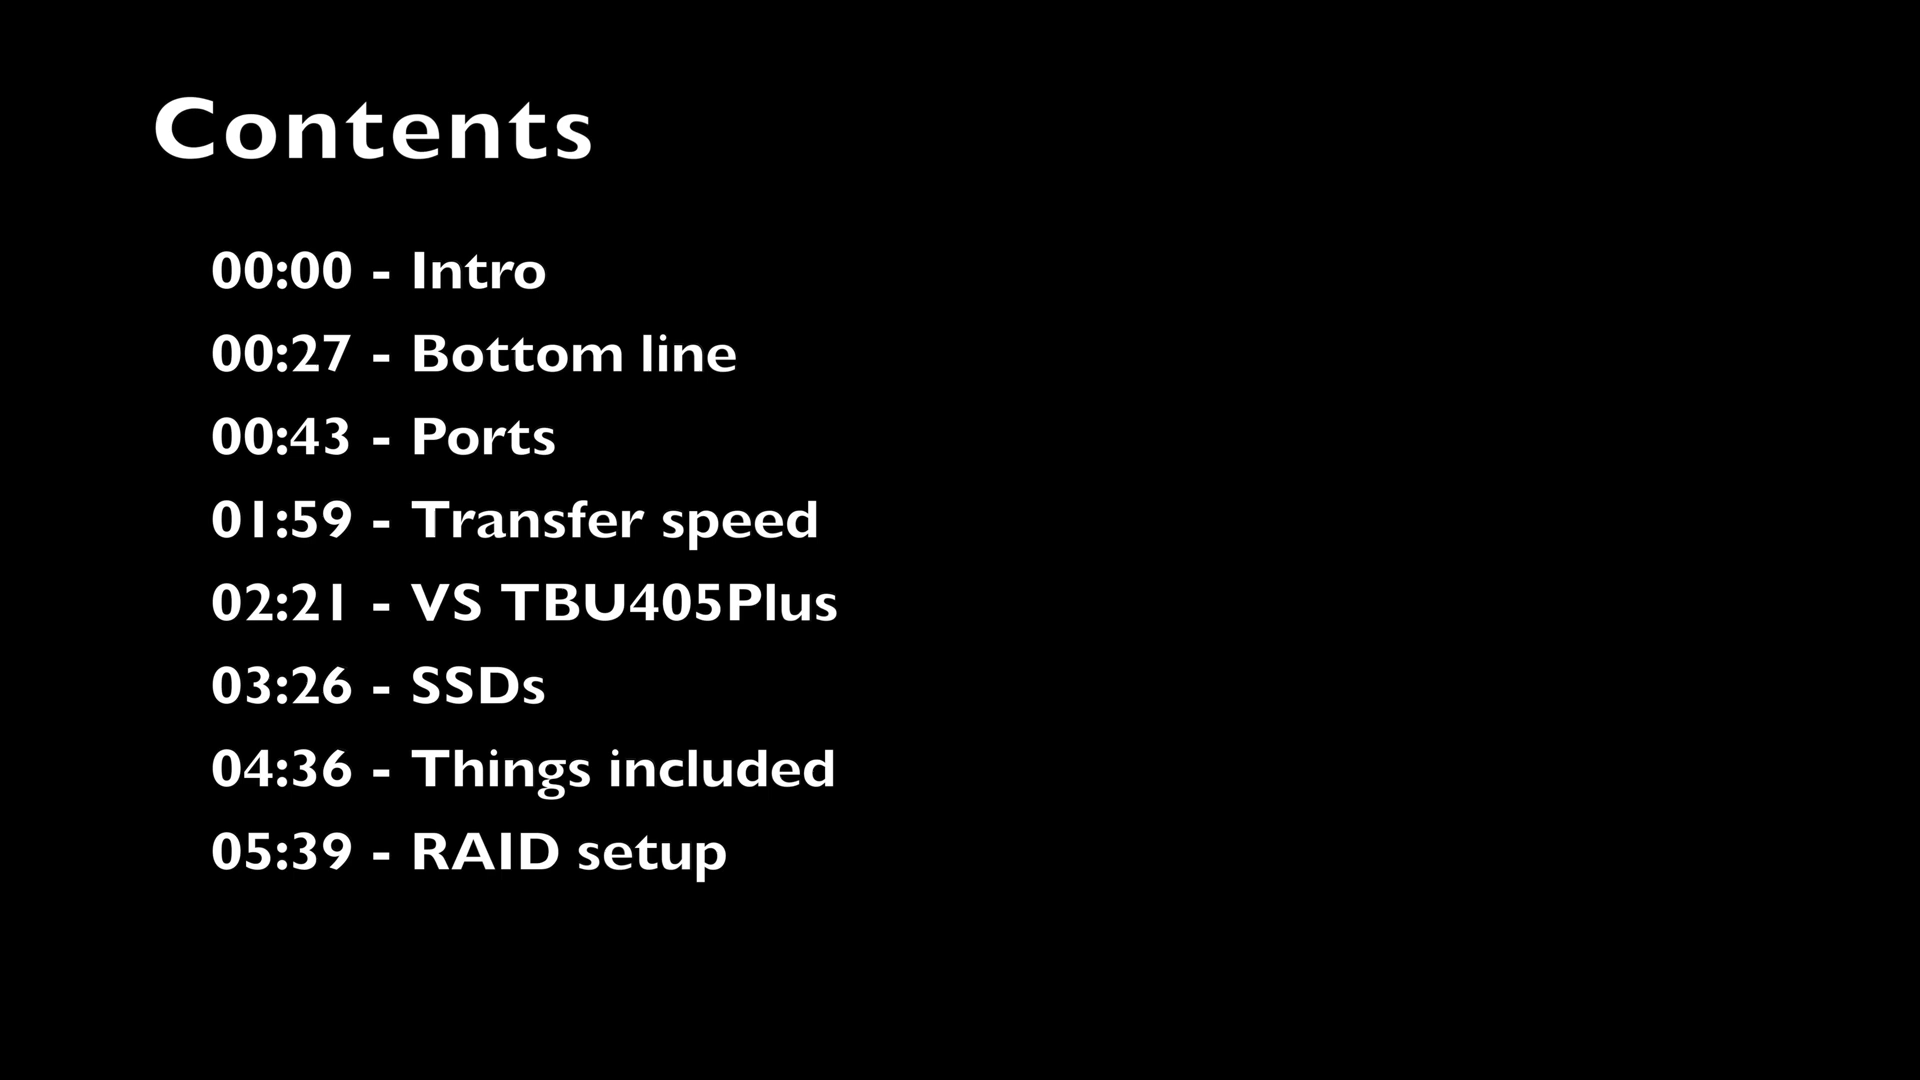 Contents
00:00 - Intro
00:27 - Bottom line
00:43 - Ports
01:59 - Transfer speed
02:21 - VS TBU405Plus
03:26 - SSDs
04:36 - Things included
05:39 - RAID setup